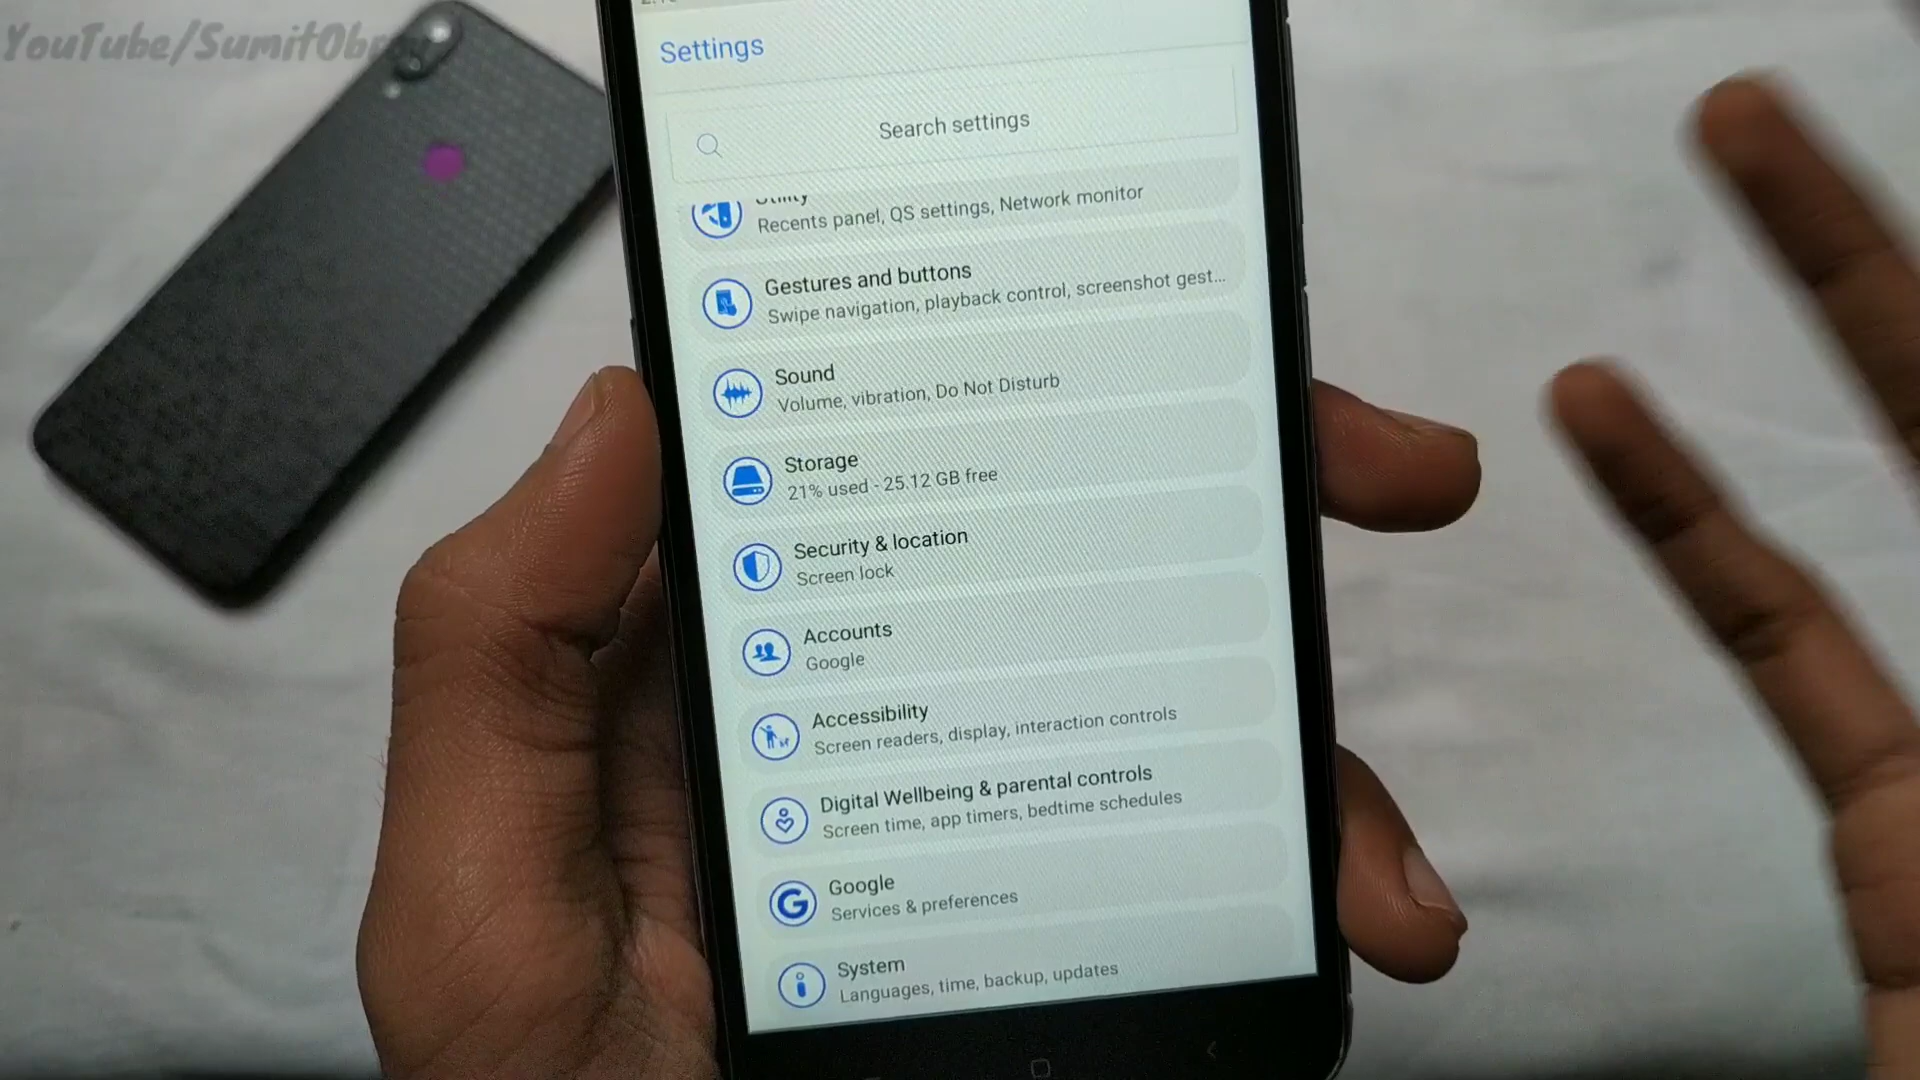 Settings
Search settings
Utility
Recents panel, QS settings, Network monitor
Gestures and buttons
Swipe navigation, playback control, screenshot gest...
Sound
Volume, vibration, Do Not Disturb
Storage
21% used - 25.12 GB free
Security & location
Screen lock
Accounts
Google
Accessibility
Screen readers, display, interaction controls
Digital Wellbeing & parental controls
Screen time, app timers, bedtime schedules
Google
Services & preferences
System
Languages, time, backup, updates